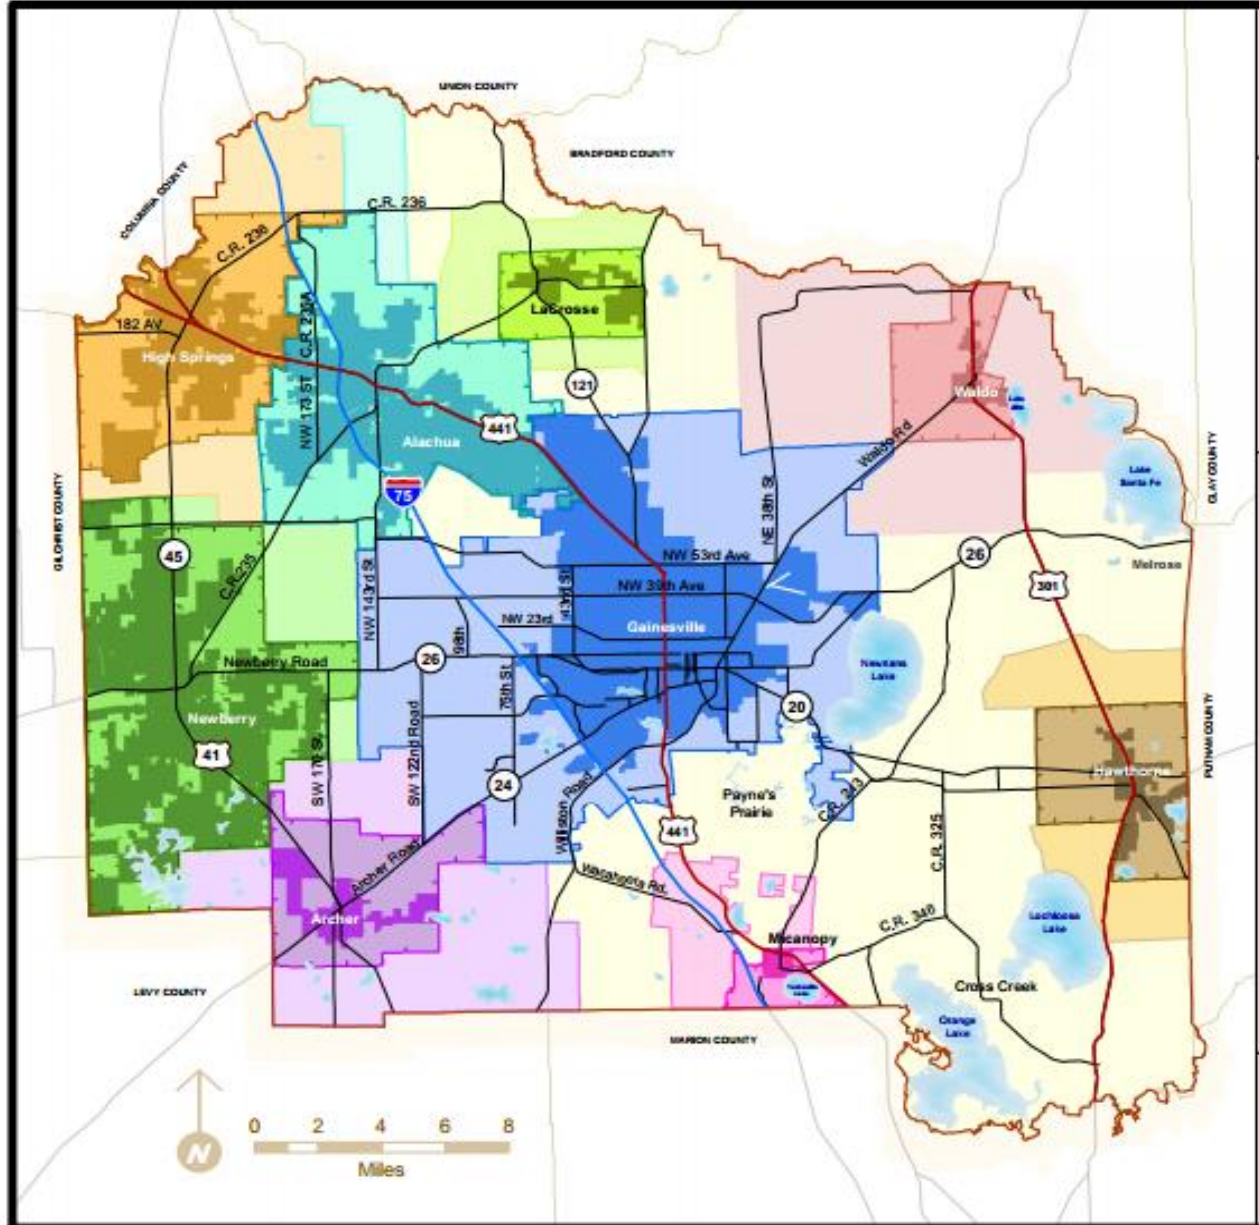 UNION COUNTY
BRADFORD COUNTY
COLUMBIA COUNTY
C.R. 236
C.R. 236
LaCrosse
182 AV
High Springs
C.R. 235A
NW 173 ST
121
Waldo
441
Alachua
Waldo Rd
Lake
Santa Fe
CLAY COUNTY
GILCHRIST COUNTY
75
NE 38th St
45
C.R.235
NW 53rd Ave
26
Melrose
NW 143rd St
43rd St
NW 39th Ave
301
NW 23rd
Gainesville
98th
Newberry Road
26
Newnans
Lake
75th St.
Newberry
20
PUTNAM COUNTY
41
SW 122nd Road
SW 170 St.
Hawthorne
24
Payne's
Prairie
Williston Road
441
C.R. 325
Archer Road
Wacahoota Rd.
Archer
C.R. 346
Lochloosa
Lake
Micanopy
Cross Creek
LEVY COUNTY
Orange
Lake
MARION COUNTY
N
0 2 4 6 8
Miles